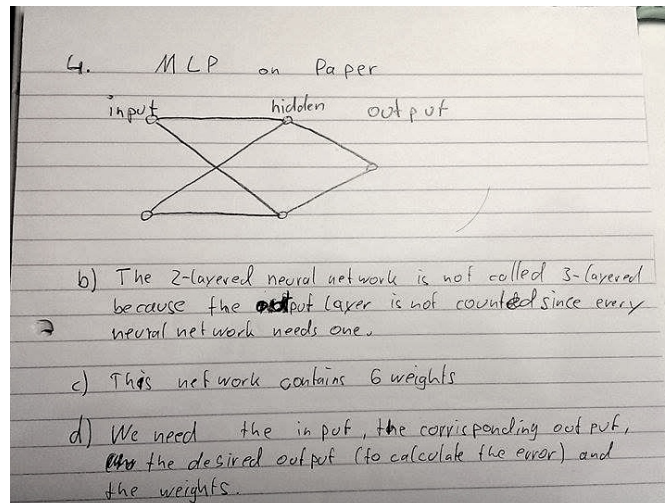 4. MLP on Paper
input hidden output
b) The 2-layered neural network is not called 3-layered
because the output layer is not counted since every
neural network needs one.
c) This network contains 6 weights
d) We need the input, the corrisponding output,
the desired output (to calculate the error) and
the weights.